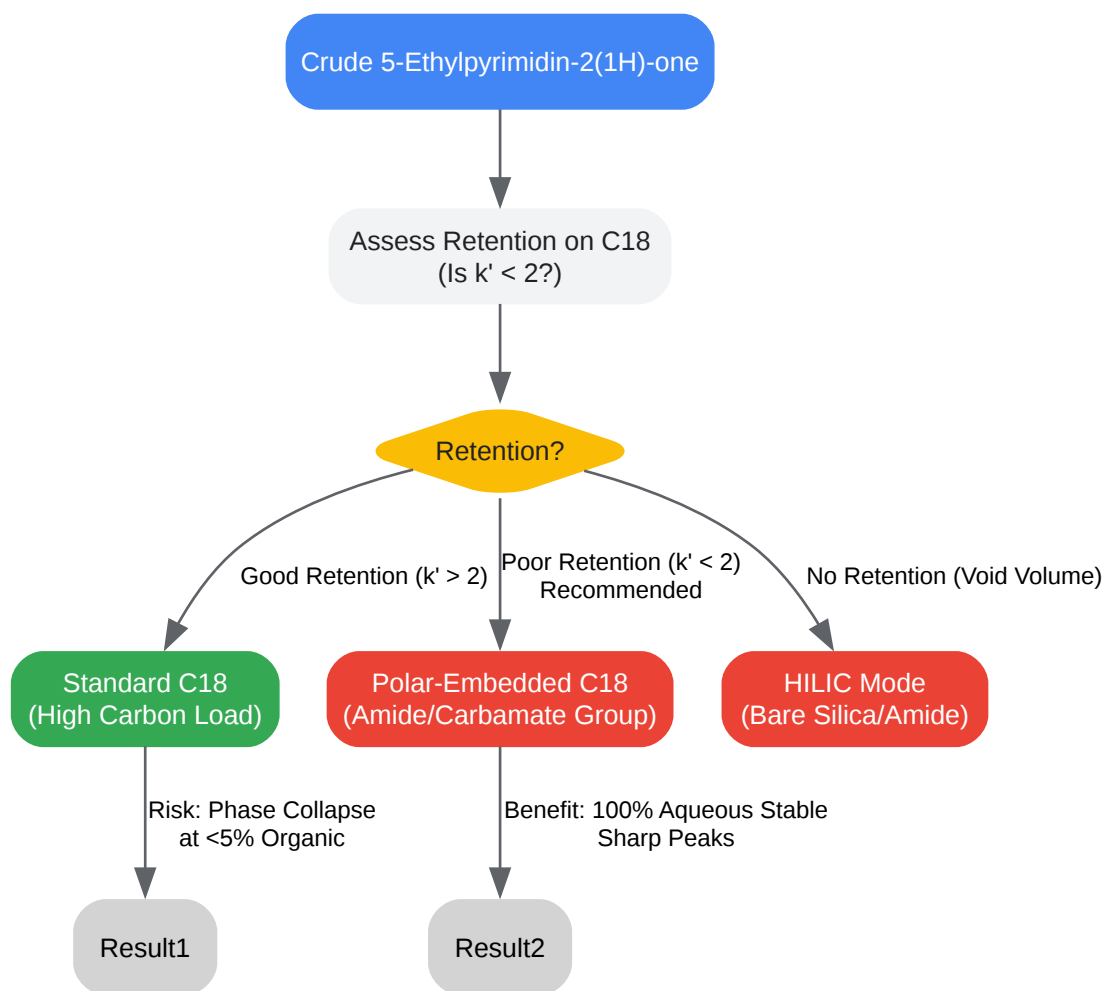 Crude 5-Ethylpyrimidin-2(1H)-one
Assess Retention on C18
(Is k' < 2?)
Retention?
Good Retention (k' > 2)
Poor Retention (k' < 2)
Recommended
No Retention (Void Volume)
Standard C18
(High Carbon Load)
Polar-Embedded C18
(Amide/Carbamate Group)
HILIC Mode
(Bare Silica/Amide)
Risk: Phase Collapse
at <5% Organic
Benefit: 100% Aqueous Stable
Sharp Peaks
Result1
Result2